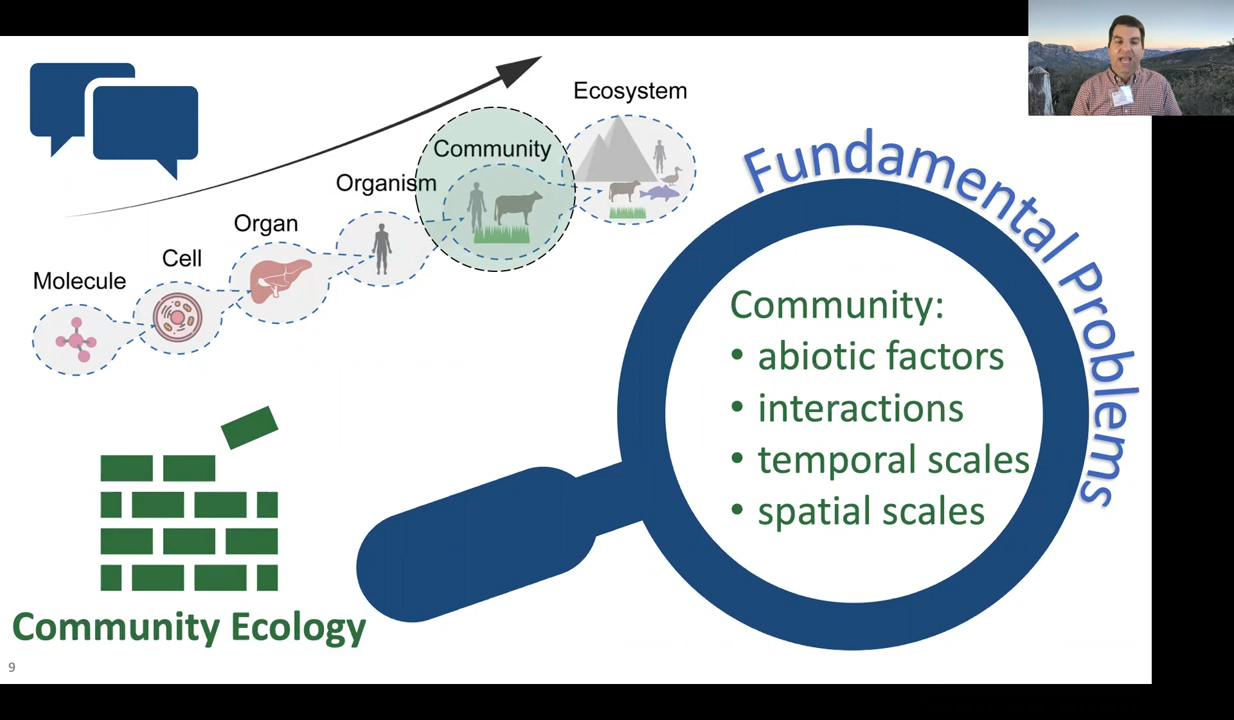 Ecosystem
Community
Organism
Organ
Cell
Molecule
Fundamental Problems
Community:
• abiotic factors
• interactions
• temporal scales
• spatial scales
Community Ecology
9